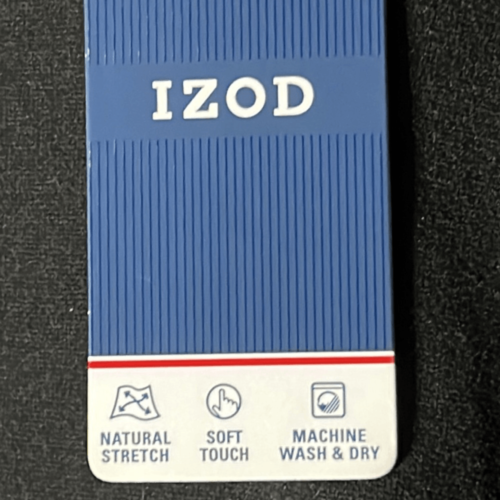 IZOD
NATURAL
STRETCH
SOFT
TOUCH
MACHINE
WASH & DRY